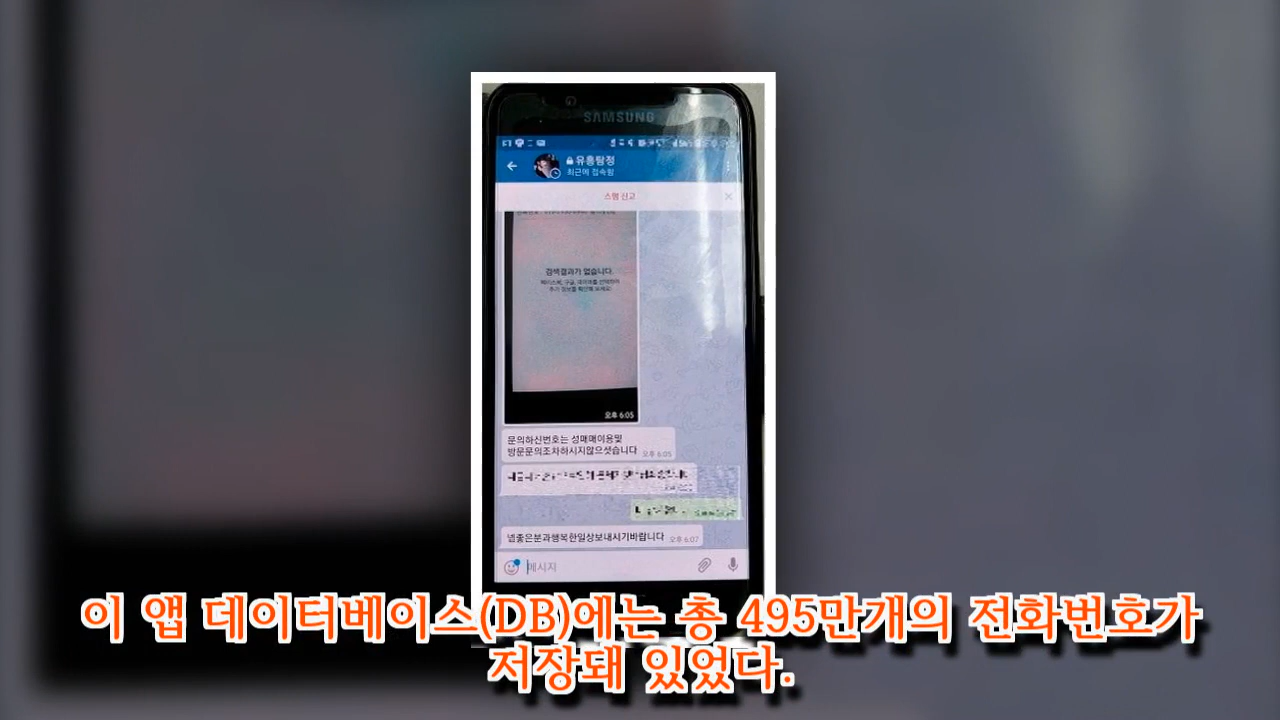 SAMSUNG
유흥탐정
최근에 접속함
스팸 신고
검색결과가 없습니다.
오후 6:05
문의하신번호는 성매매이용및
방문문의조차하시지않으셧습니다 오후 6:05
넵좋은분과행복한일상보내시기바랍니다 오후 6:07
메시지
이 앱 데이터베이스(DB)에는 총 495만개의 전화번호가
저장돼 있었다.